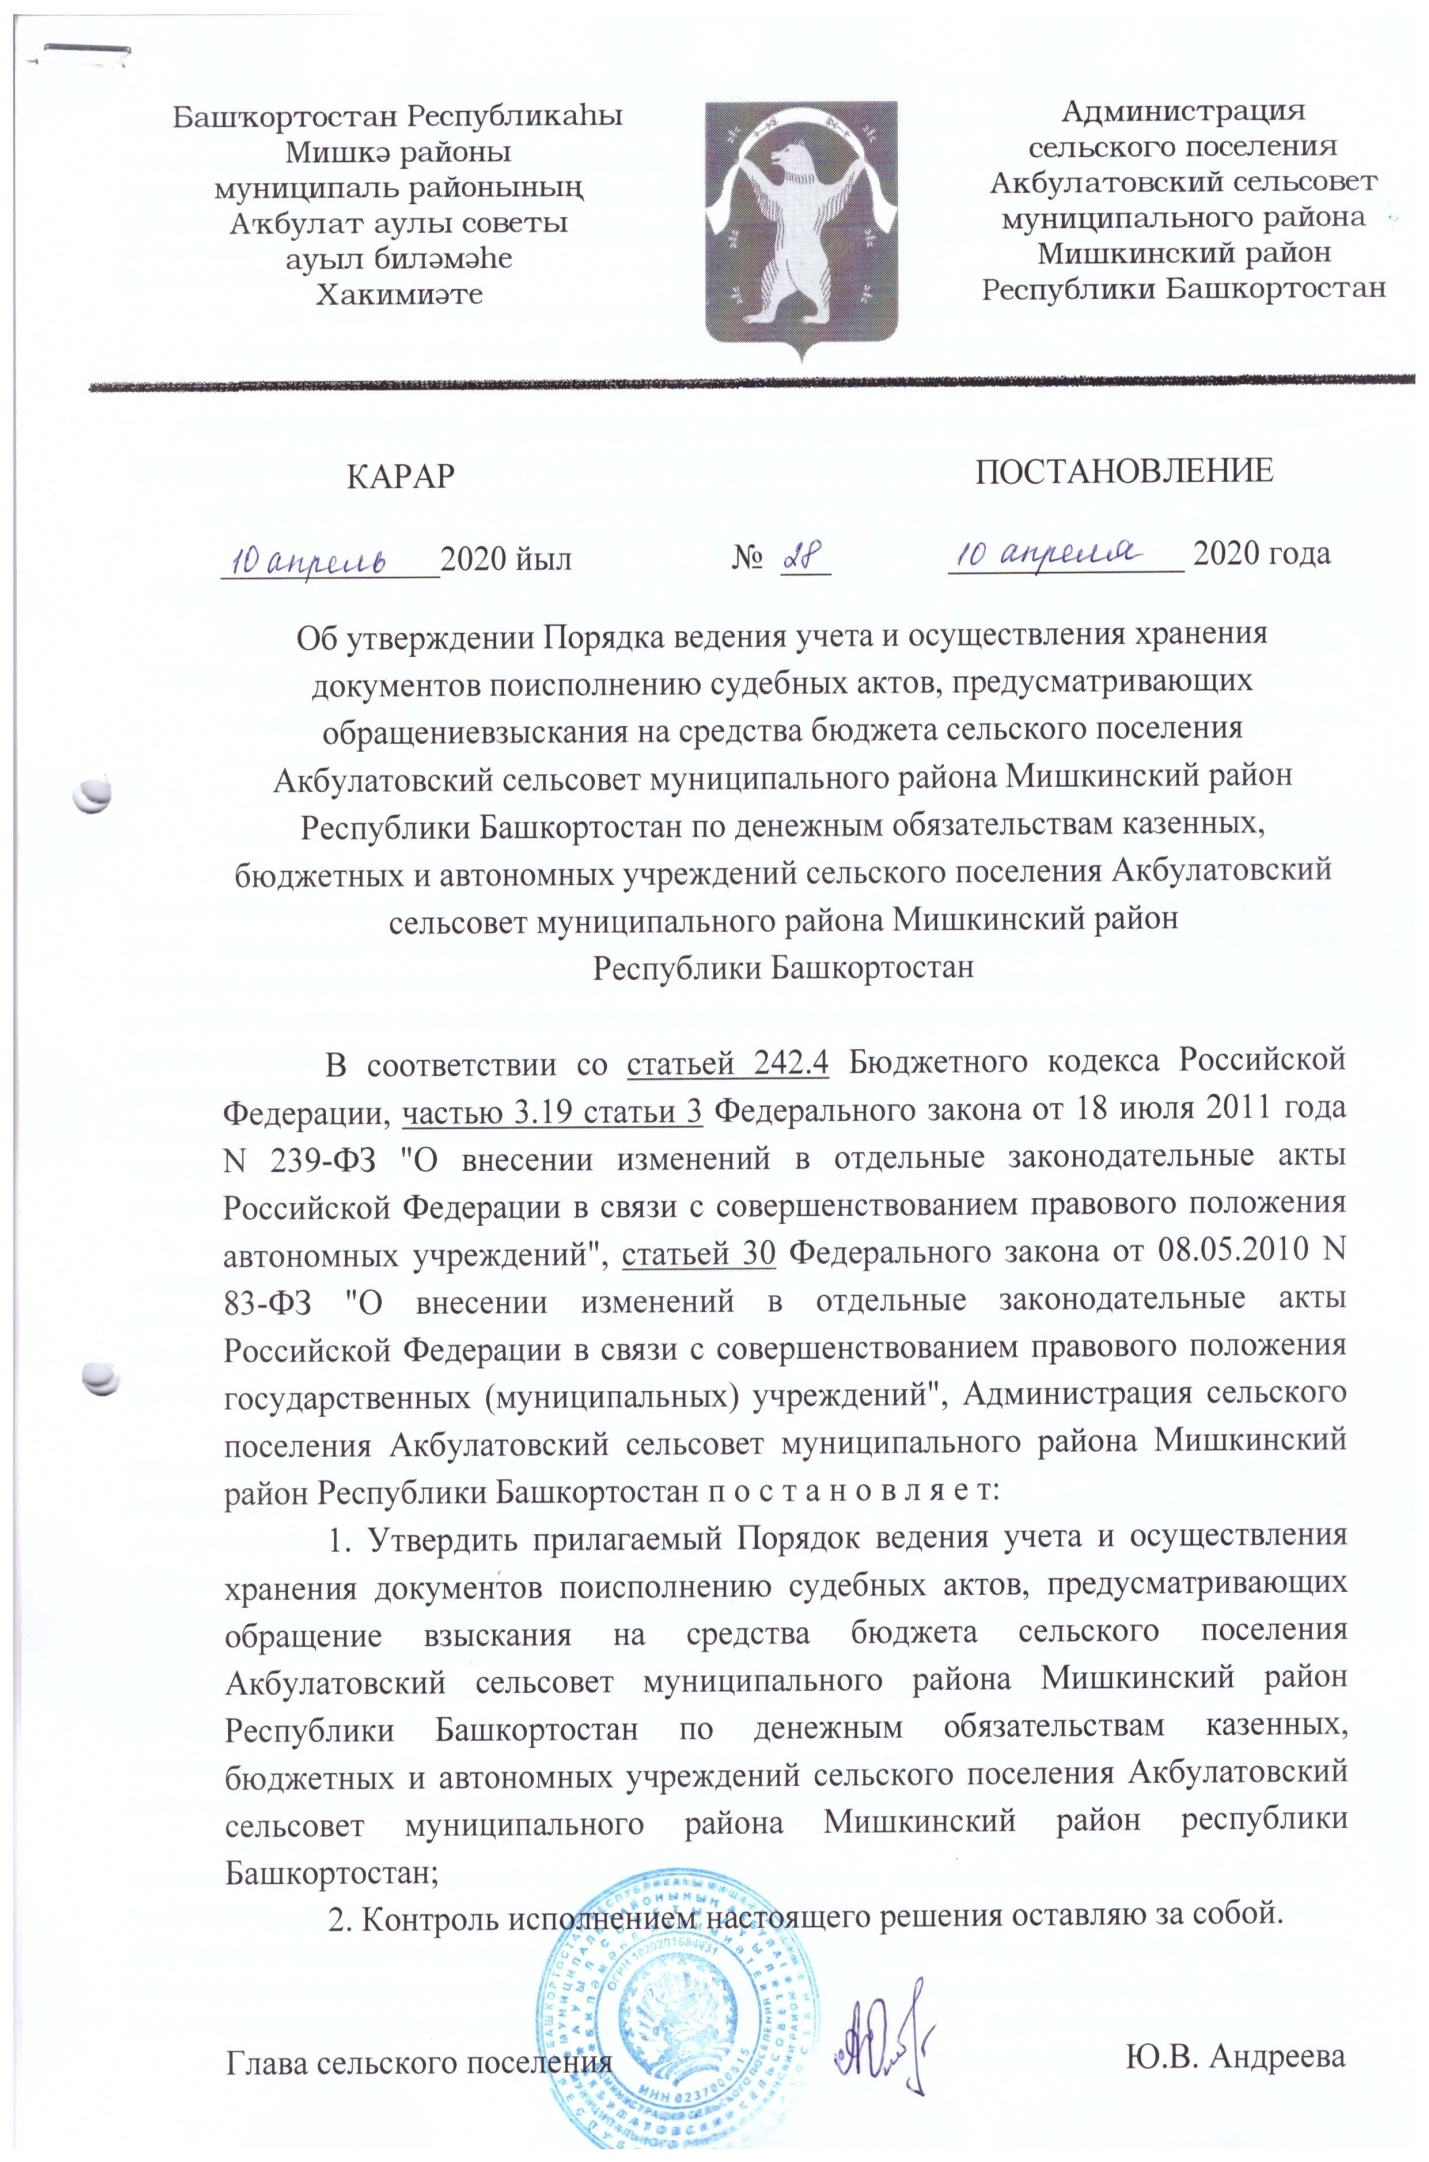 Башҡортостан Республикаһы
Мишкә районы
муниципаль районының
Аҡбулат аулы советы
ауыл биләмәһе
Хакимиәте
Администрация
сельского поселения
Акбулатовский сельсовет
муниципального района
Мишкинский район
Республики Башкортостан
КАРАР ПОСТАНОВЛЕНИЕ
10 апрель 2020 йыл № 28 10 апреля 2020 года
Об утверждении Порядка ведения учета и осуществления хранения
документов поисполнению судебных актов, предусматривающих
обращениевзыскания на средства бюджета сельского поселения
Акбулатовский сельсовет муниципального района Мишкинский район
Республики Башкортостан по денежным обязательствам казенных,
бюджетных и автономных учреждений сельского поселения Акбулатовский
сельсовет муниципального района Мишкинский район
Республики Башкортостан
В соответствии со статьей 242.4 Бюджетного кодекса Российской
Федерации, частью 3.19 статьи 3 Федерального закона от 18 июля 2011 года
N 239-ФЗ "О внесении изменений в отдельные законодательные акты
Российской Федерации в связи с совершенствованием правового положения
автономных учреждений", статьей 30 Федерального закона от 08.05.2010 N
83-ФЗ "О внесении изменений в отдельные законодательные акты
Российской Федерации в связи с совершенствованием правового положения
государственных (муниципальных) учреждений", Администрация сельского
поселения Акбулатовский сельсовет муниципального района Мишкинский
район Республики Башкортостан п о с т а н о в л я е т:
1. Утвердить прилагаемый Порядок ведения учета и осуществления
хранения документов поисполнению судебных актов, предусматривающих
обращение взыскания на средства бюджета сельского поселения
Акбулатовский сельсовет муниципального района Мишкинский район
Республики Башкортостан по денежным обязательствам казенных,
бюджетных и автономных учреждений сельского поселения Акбулатовский
сельсовет муниципального района Мишкинский район республики
Башкортостан;
2. Контроль исполнением настоящего решения оставляю за собой.
ОГРН 1020201684931
ИНН 0237000515
Глава сельского поселения Ю.В. Андреева